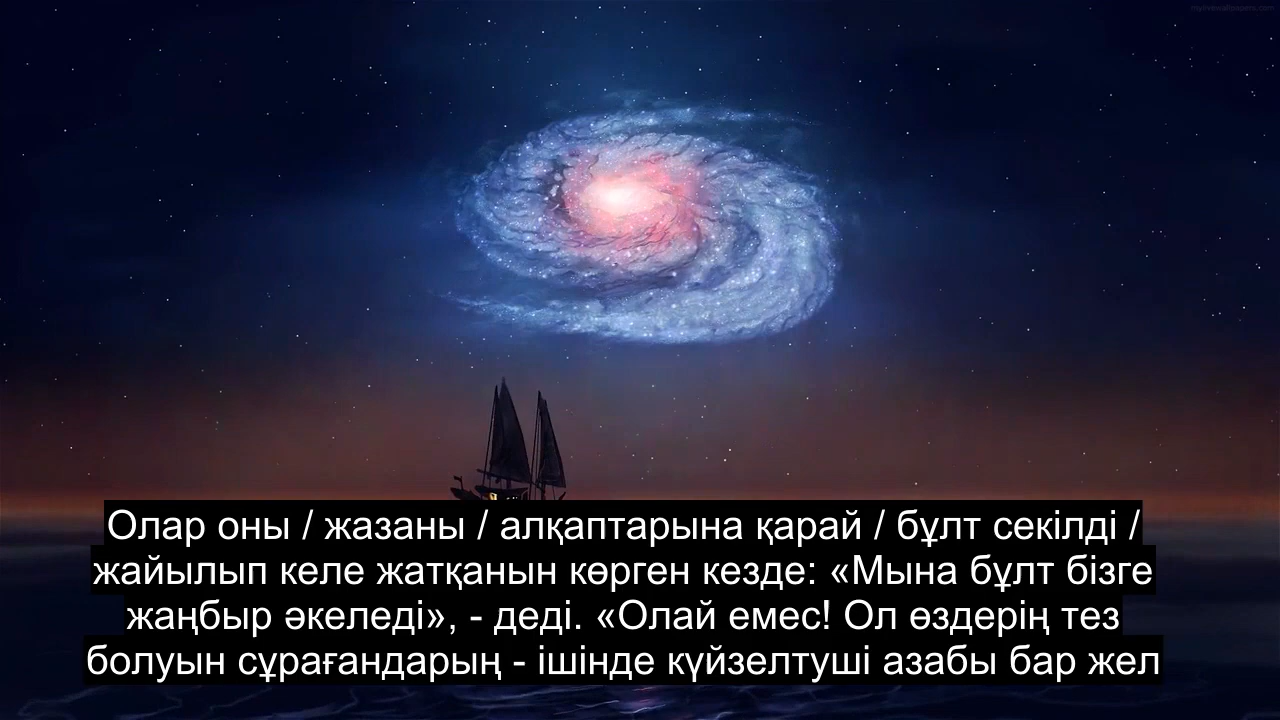 Олар оны / жазаны / алқаптарына қарай / бұлт секілді /
жайылып келе жатқанын көрген кезде: «Мына бұлт бізге
жаңбыр әкеледі», - деді. «Олай емес! Ол өздерің тез
болуын сұрағандарың - ішінде күйзелтуші азабы бар жел